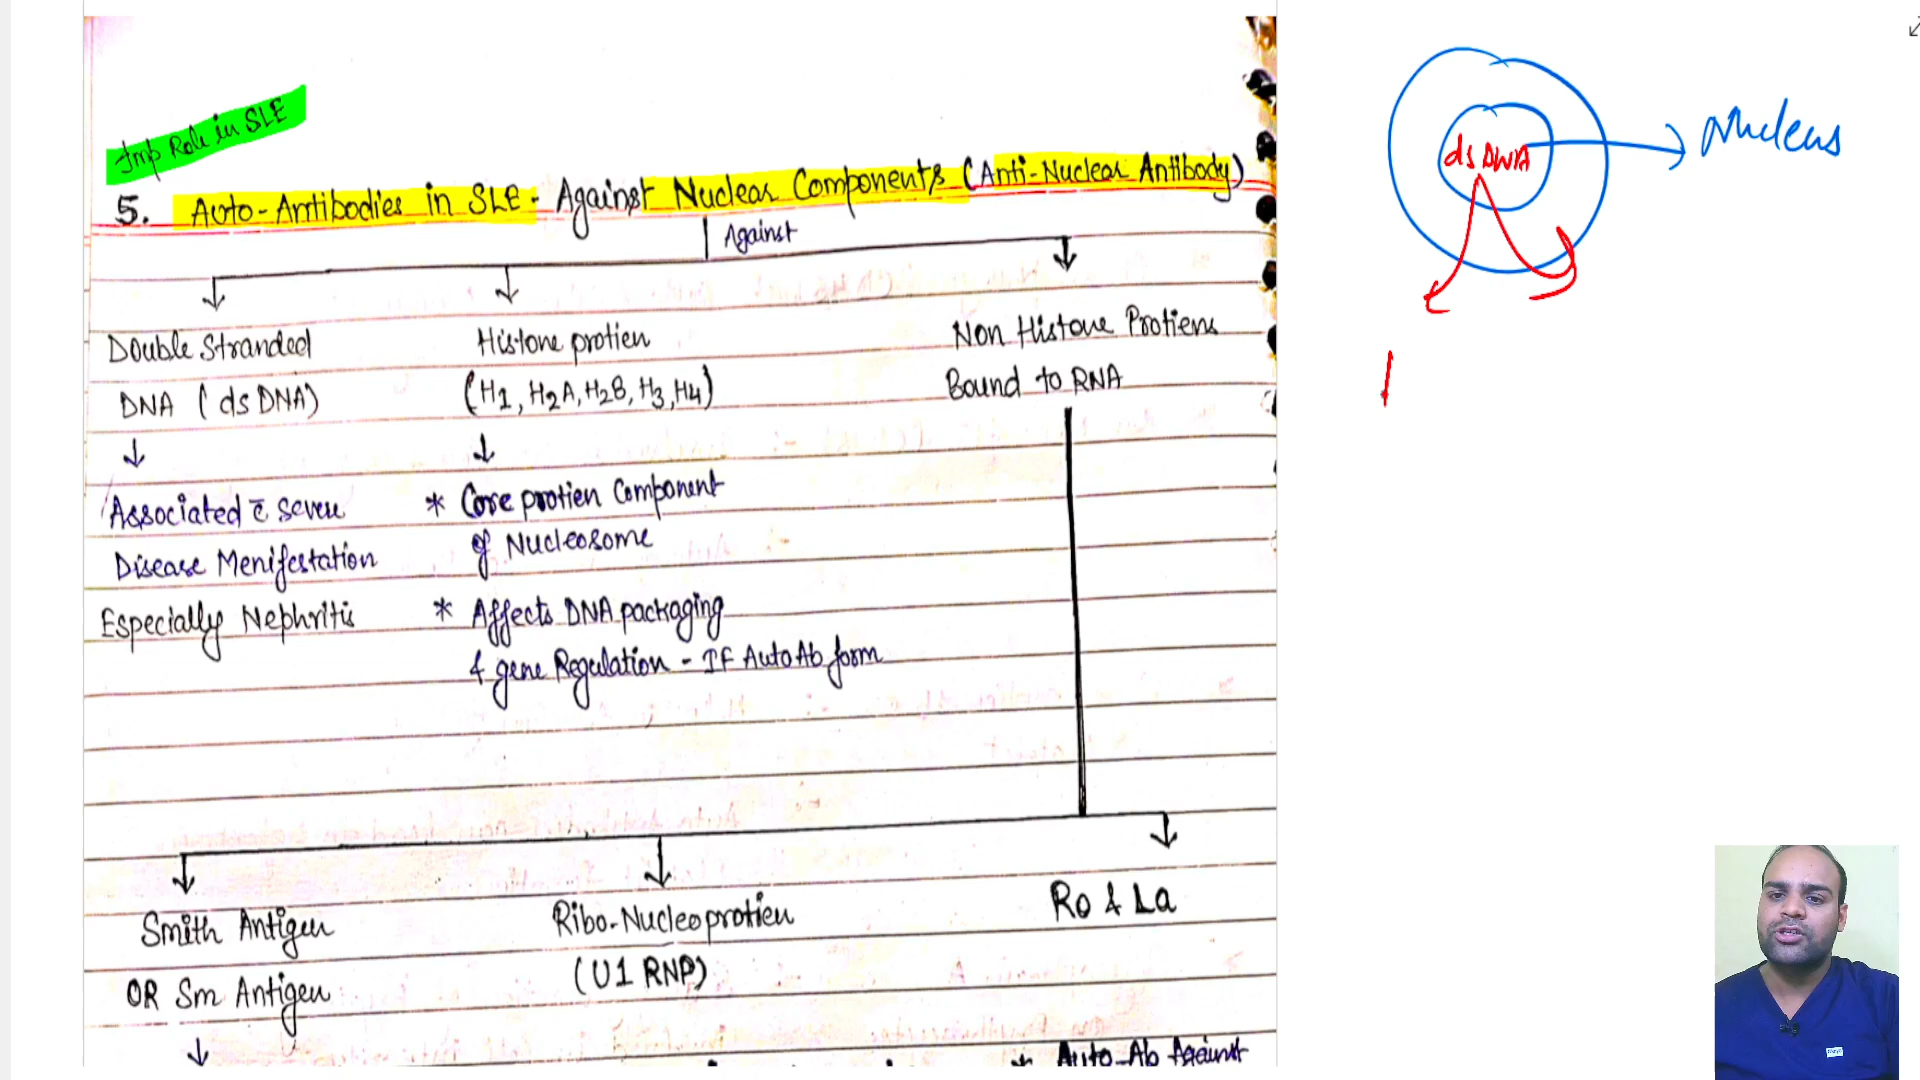 Imp Role in SLE
5. Auto-Antibodies in SLE - Against Nuclear Components (Anti-Nuclear Antibody)
Against
Double Stranded
DNA (dsDNA)
↓
Associated c̄ severe
Disease Menifestation
Especially Nephritis
Histone protien
(H1, H2A, H2B, H3, H4)
↓
* Core protien Component
of Nucleosome
* Affects DNA packaging
& gene Regulation - If Auto Ab form
Non Histone Protiens
Bound to RNA
Smith Antigen
OR Sm Antigen
↓
Ribo-Nucleoprotien
(U1 RNP)
Ro & La
* Auto-Ab Against
ds DNA
Nucleus